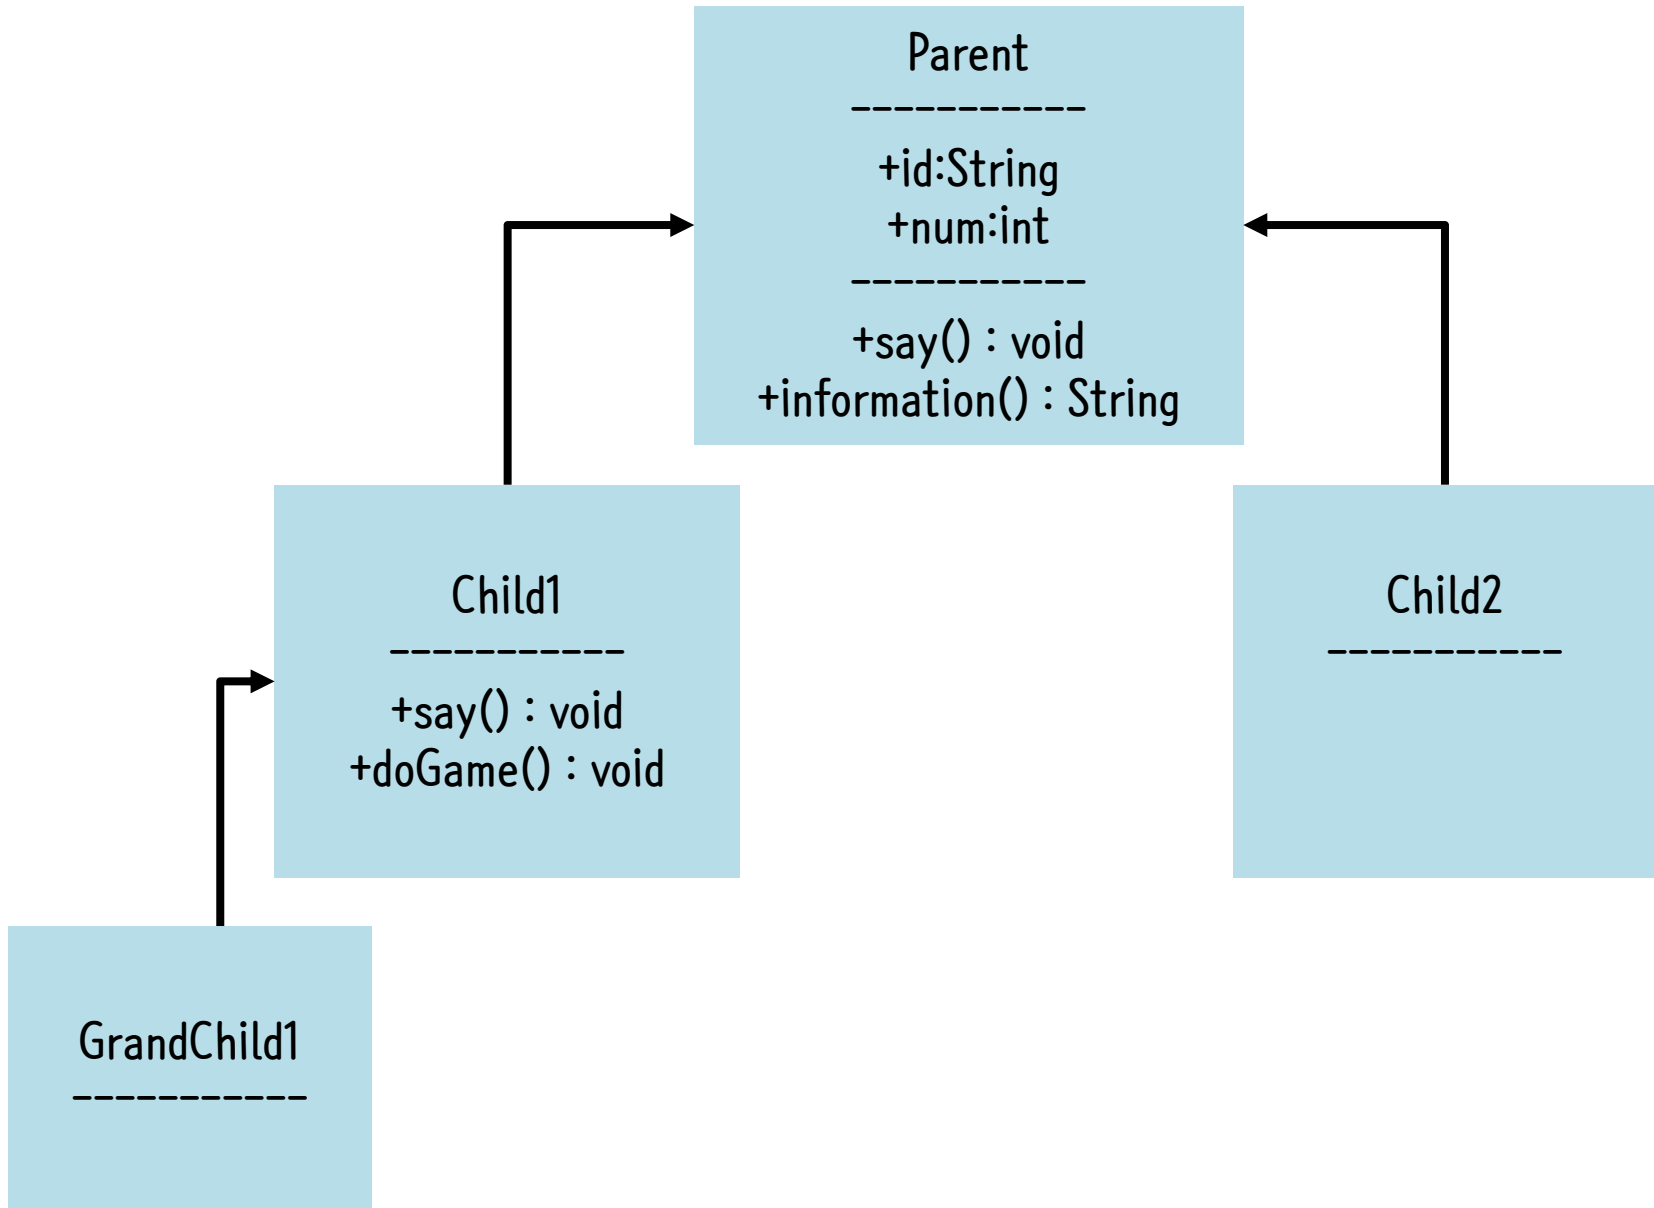 Parent
-----------
+id:String
+num:int
-----------
+say() : void
+information() : String
Child1
-----------
+say() : void
+doGame() : void
Child2
-----------
GrandChild1
-----------